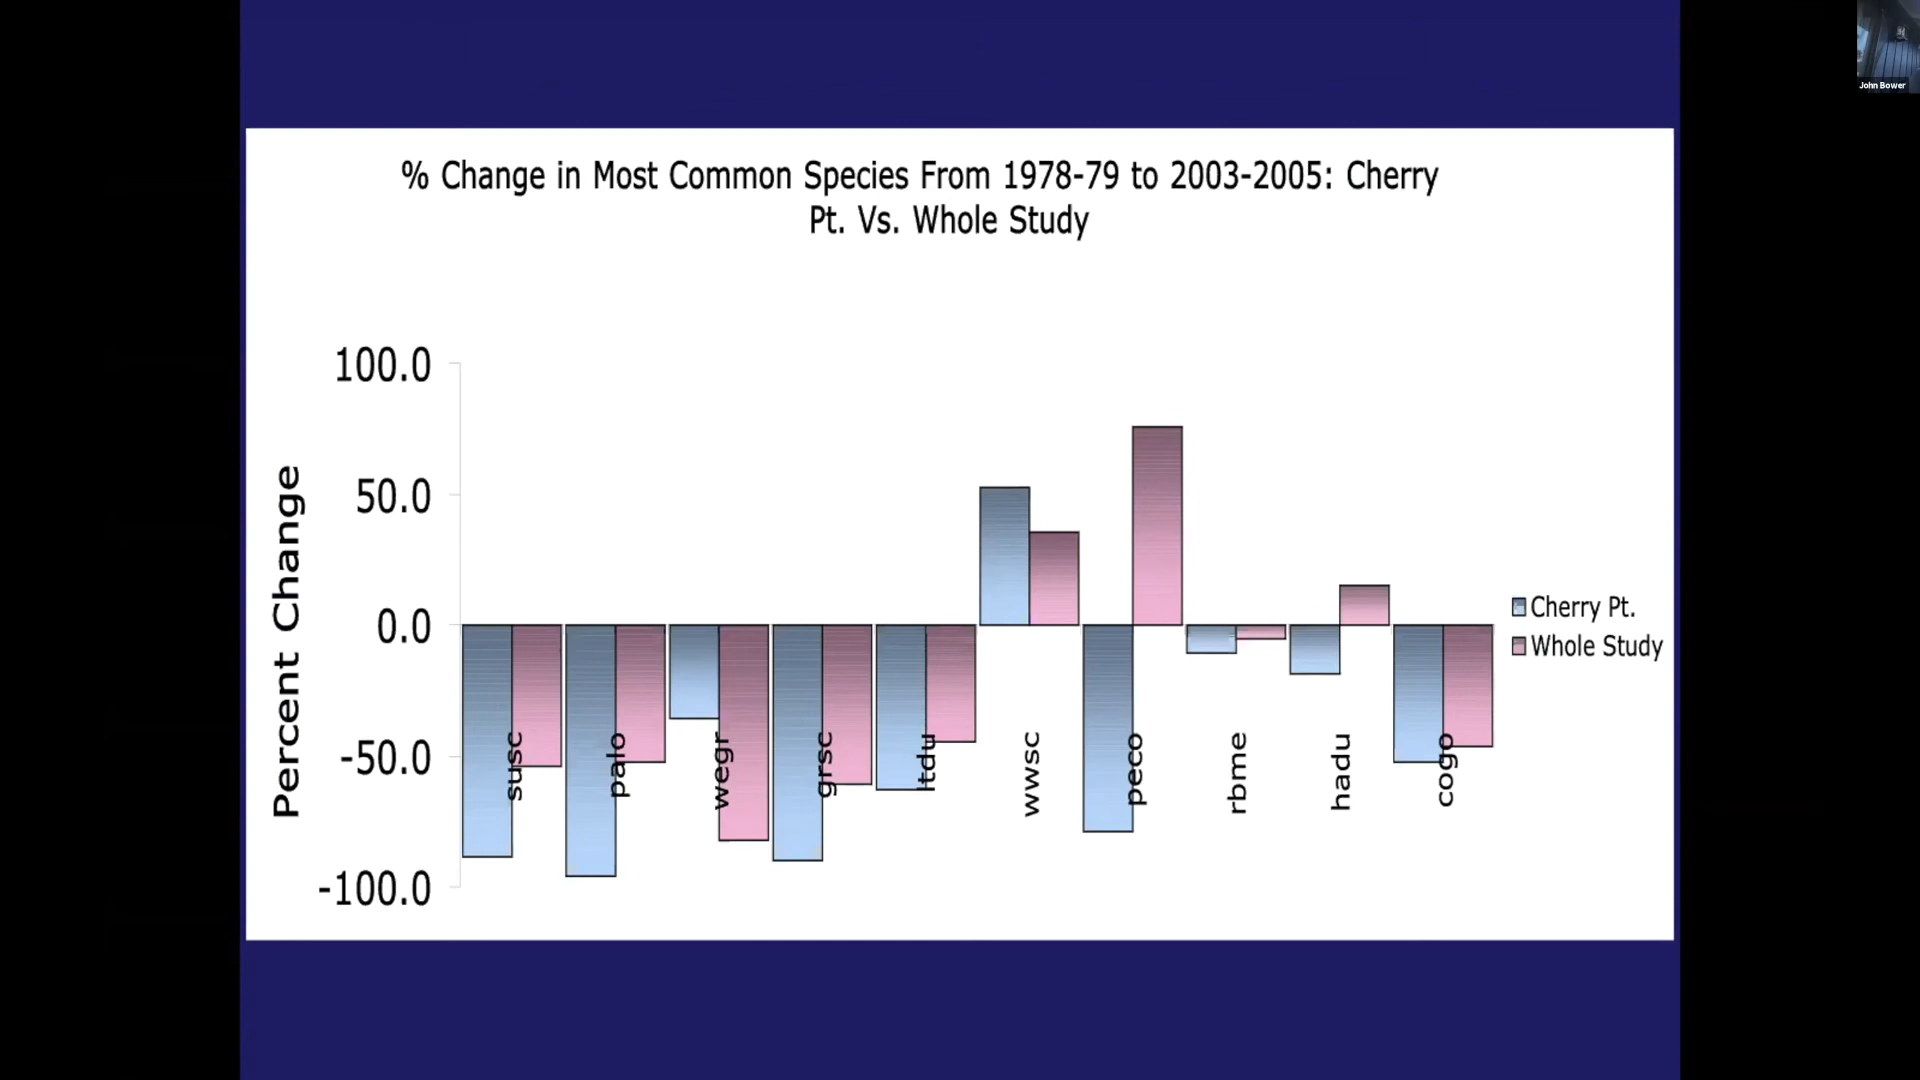 John Bower
% Change in Most Common Species From 1978-79 to 2003-2005: Cherry
Pt. Vs. Whole Study
Percent Change
100.0
50.0
0.0
-50.0
-100.0
susc
palo
wegr
grsc
ltdu
wwsc
peco
rbme
hadu
cogo
Cherry Pt.
Whole Study